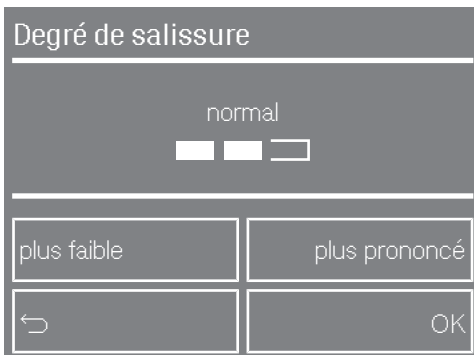 Degré de salissure
normal
plus faible
plus prononcé
OK